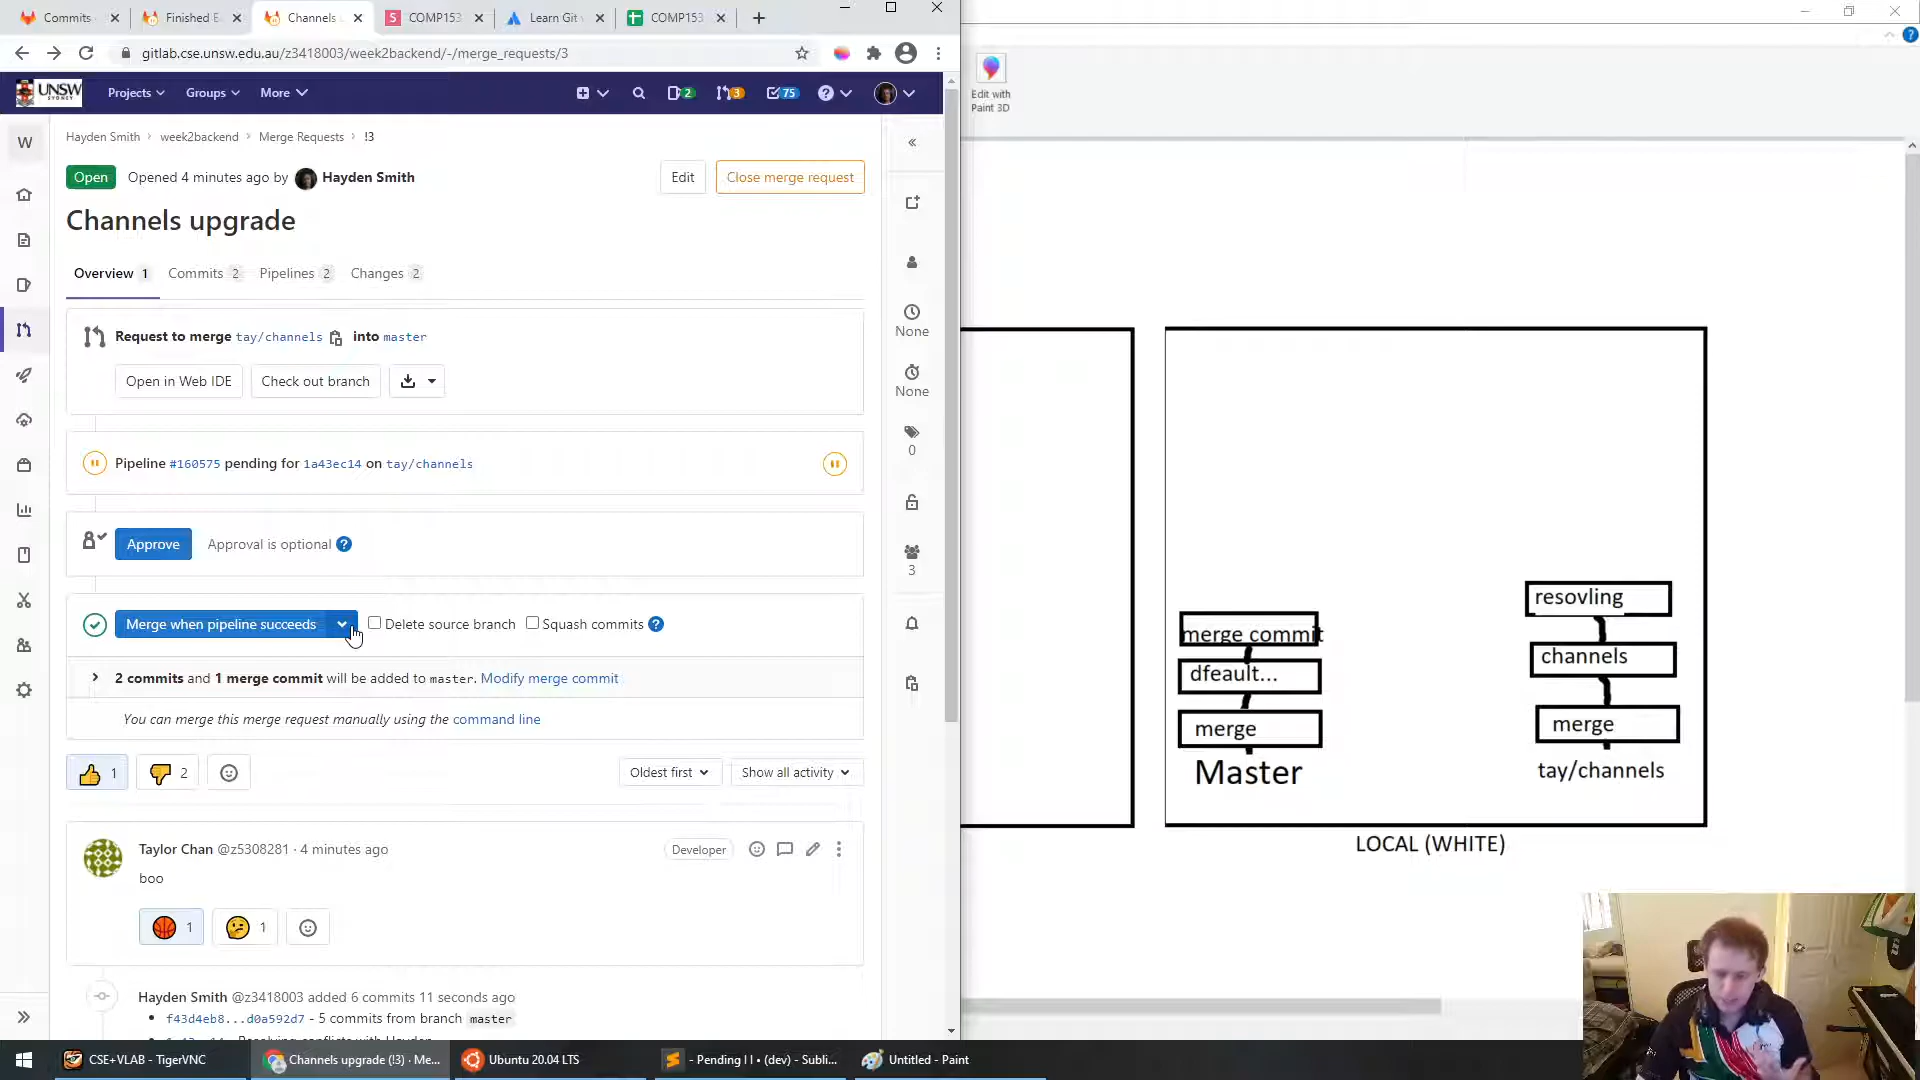 Commits
Finished E
Channels
COMP153
Learn Git
COMP153
gitlab.cse.unsw.edu.au/z3418003/week2backend/-/merge_requests/3
UNSW
SYDNEY
Projects
Groups
More
2
3
75
Edit with
Paint 3D
W
Hayden Smith > week2backend > Merge Requests > !3
Open
Opened 4 minutes ago by Hayden Smith
Edit
Close merge request
Channels upgrade
Overview 1
Commits 2
Pipelines 2
Changes 2
Request to merge tay/channels into master
Open in Web IDE
Check out branch
None
None
0
3
Pipeline #160575 pending for 1a43ec14 on tay/channels
Approve
Approval is optional
Merge when pipeline succeeds
Delete source branch
Squash commits
2 commits and 1 merge commit will be added to master. Modify merge commit
You can merge this merge request manually using the command line
1
2
Oldest first
Show all activity
Taylor Chan @z5308281 · 4 minutes ago
Developer
boo
1
1
Hayden Smith @z3418003 added 6 commits 11 seconds ago
f43d4eb8...d0a592d7 - 5 commits from branch master
merge commit
dfeault...
merge
Master
resovling
channels
merge
tay/channels
LOCAL (WHITE)
CSE+VLAB - TigerVNC
Channels upgrade (!3) · Me...
Ubuntu 20.04 LTS
- Pending I I • (dev) - Subli...
Untitled - Paint